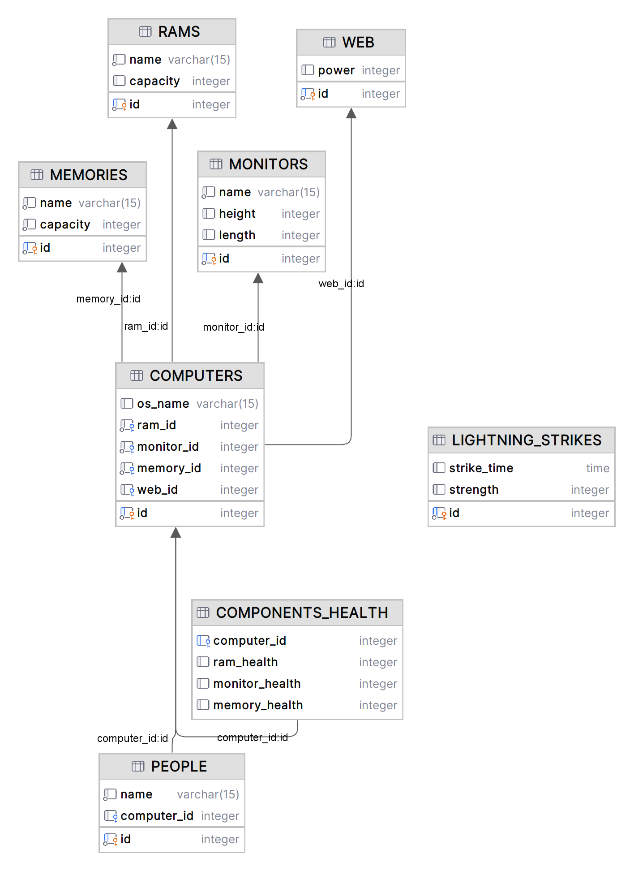 RAMS
name varchar(15)
capacity integer
id integer
WEB
power integer
id integer
MEMORIES
name varchar(15)
capacity integer
id integer
MONITORS
name varchar(15)
height integer
length integer
id integer
memory_id:id
ram_id:id
monitor_id:id
web_id:id
COMPUTERS
os_name varchar(15)
ram_id integer
monitor_id integer
memory_id integer
web_id integer
id integer
LIGHTNING_STRIKES
strike_time time
strength integer
id integer
COMPONENTS_HEALTH
computer_id integer
ram_health integer
monitor_health integer
memory_health integer
computer_id:id
computer_id:id
PEOPLE
name varchar(15)
computer_id integer
id integer